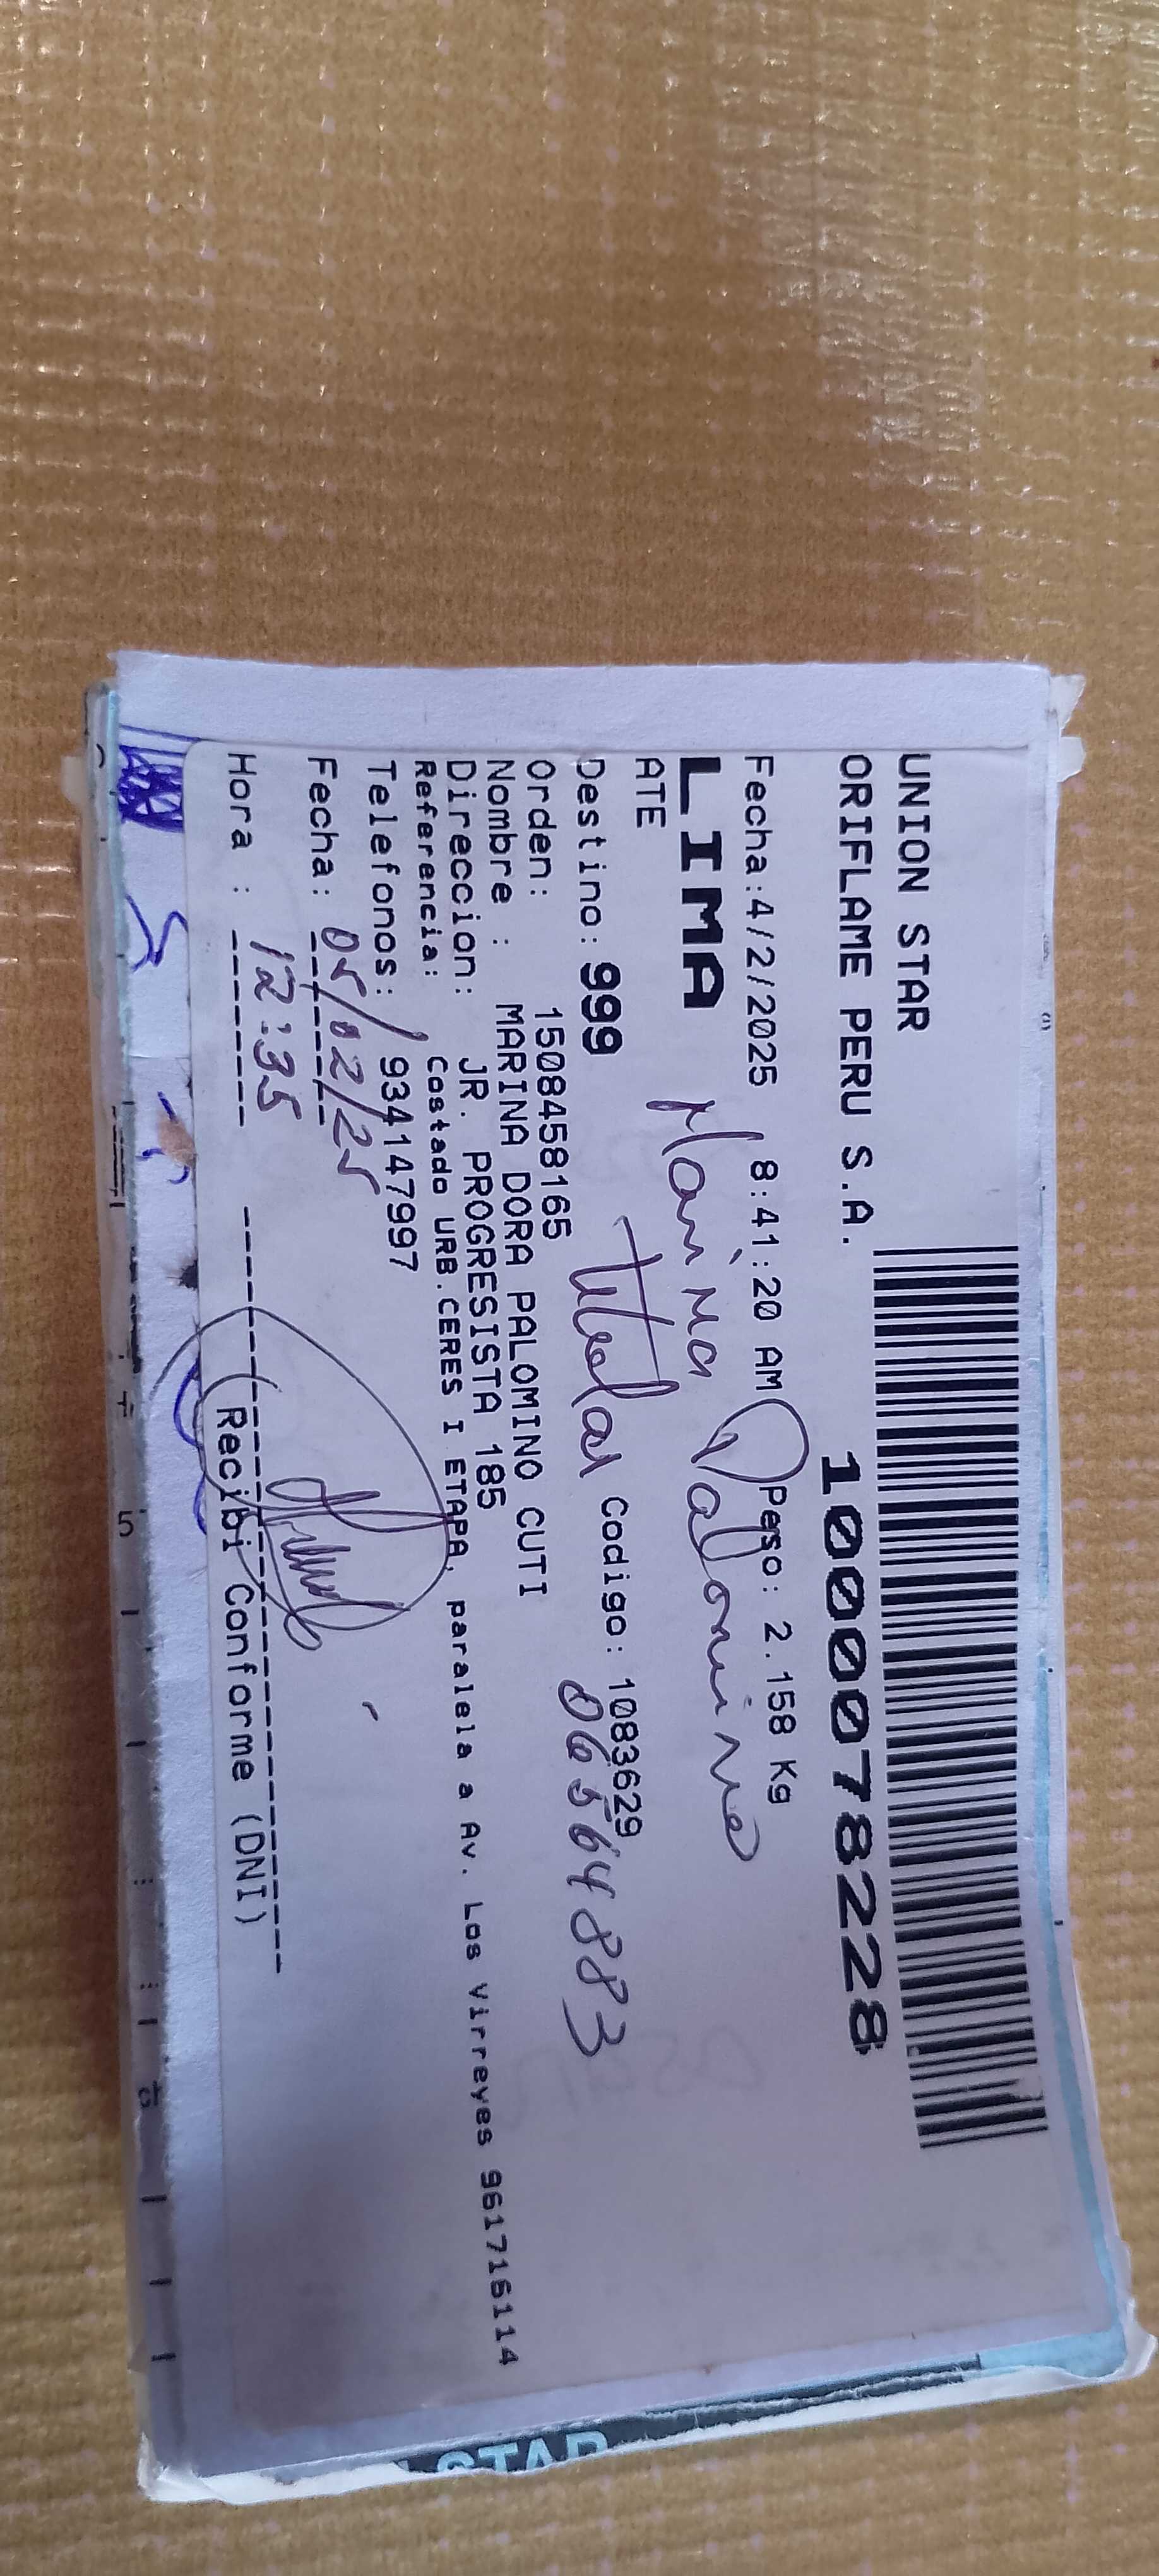 UNION STAR
ORIFLAME PERU S.A.
1000078228
Fecha:4/2/2025 8:41:20 AM Peso: 2.158 Kg
LIMA
Marina Palomino
ATE
titular
Destino: 999 Codigo: 1083629
06564883
Orden: 1508458165
Nombre : MARINA DORA PALOMINO CUTI
Direccion: JR. PROGRESISTA 185
Referencia: Costado URB.CERES I ETAPA, paralela a Av. Los Virreyes 961716114
Telefonos: 934147997
Fecha: 05/02/25
Hora : 12:35
(Recibi Conforme (DNI)
5
STAR